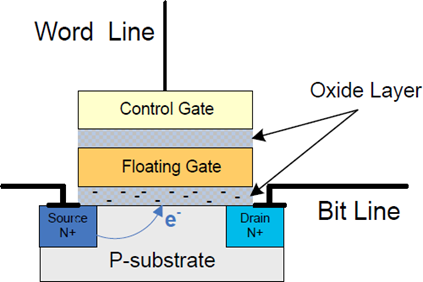 Word Line
Control Gate
Oxide Layer
Floating Gate
- - - - - - - - - -
Source
N+
e-
Drain
N+
Bit Line
P-substrate